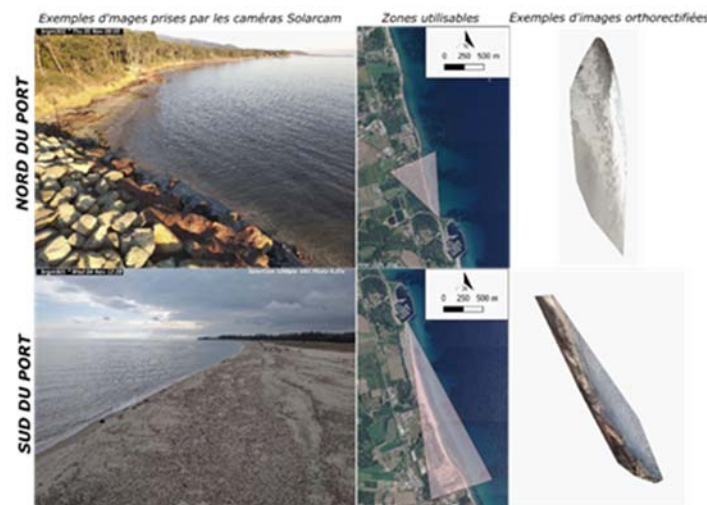 Exemples d'mages prises par les caméras Solarcam
Zones utilisables
Exemples d'images orthorectifiées
NORD DU PORT
N
0 250 500 m
SUD DU PORT
0 250 500 m